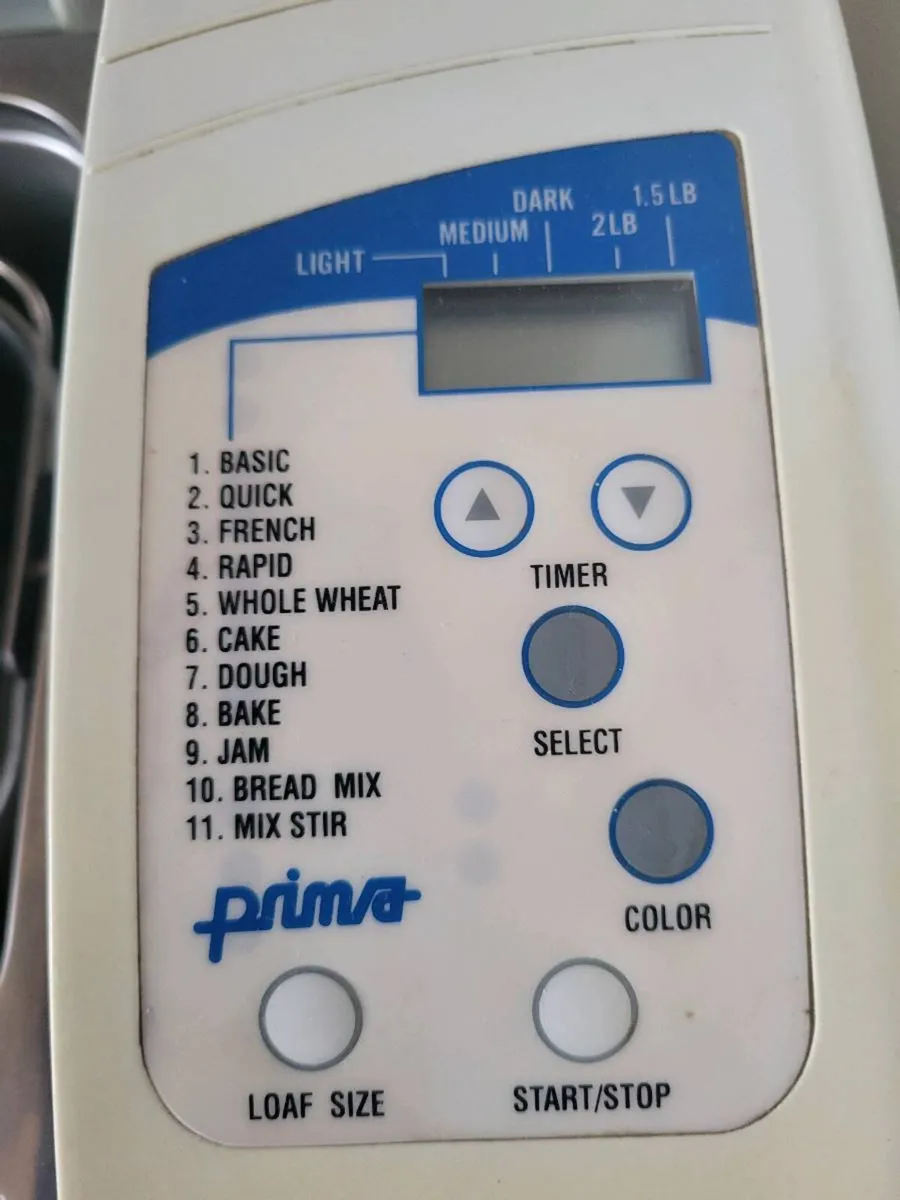 DARK
1.5 LB
MEDIUM
2LB
LIGHT
1. BASIC
2. QUICK
3. FRENCH
4. RAPID
5. WHOLE WHEAT
6. CAKE
7. DOUGH
8. BAKE
9. JAM
10. BREAD MIX
11. MIX STIR
TIMER
SELECT
COLOR
prima
LOAF SIZE
START/STOP